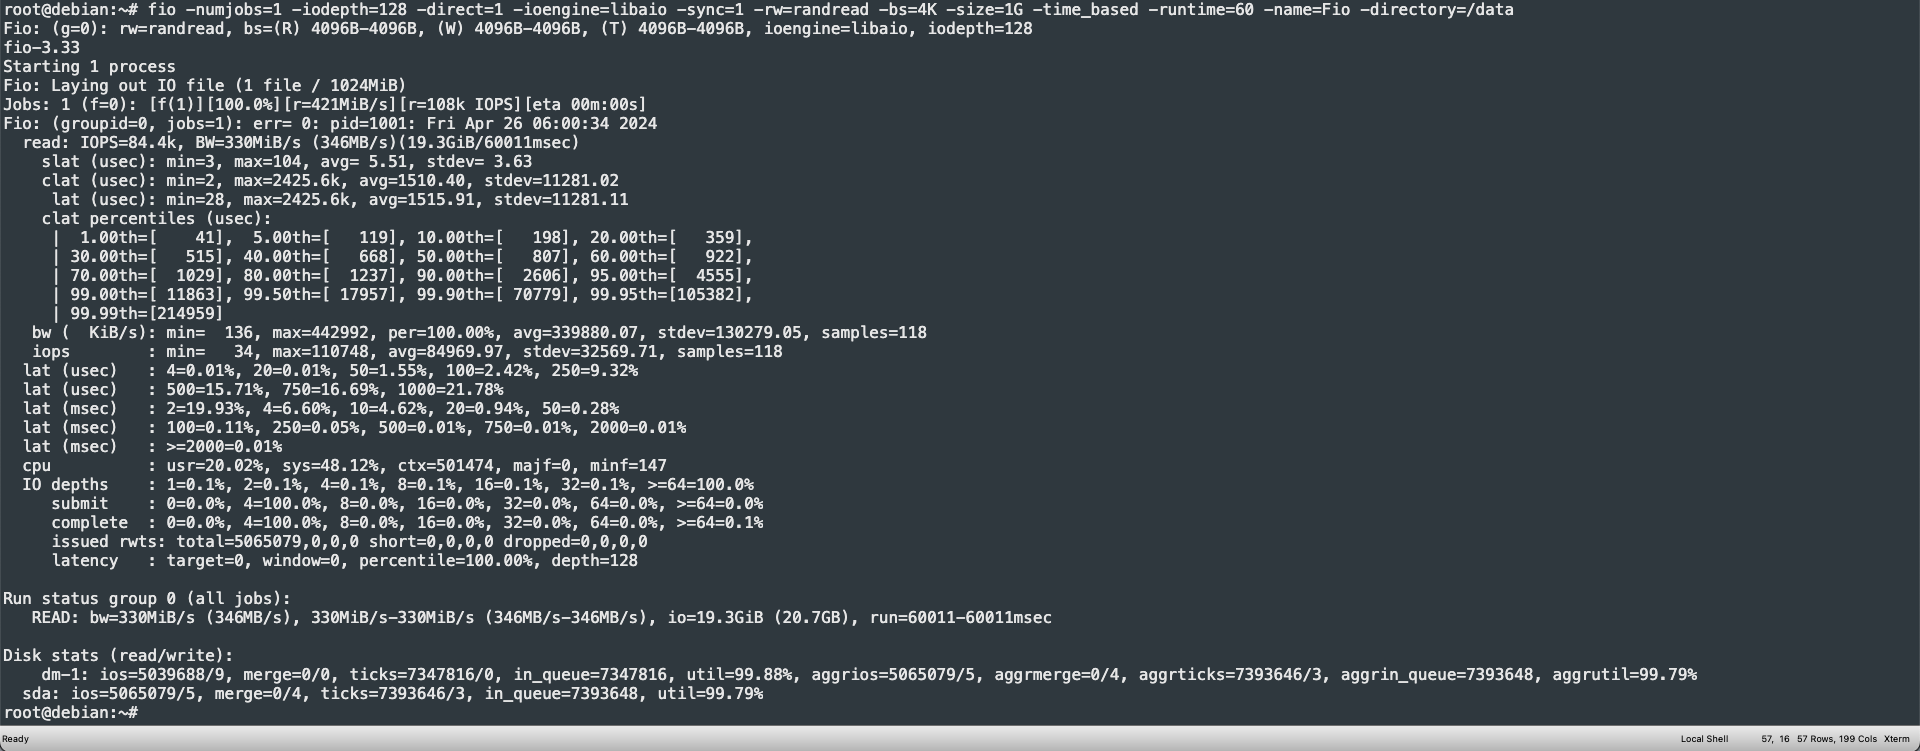 root@debian:~# fio -numjobs=1 -iodepth=128 -direct=1 -ioengine=libaio -sync=1 -rw=randread -bs=4K -size=1G -time_based -runtime=60 -name=Fio -directory=/data
Fio: (g=0): rw=randread, bs=(R) 4096B-4096B, (W) 4096B-4096B, (T) 4096B-4096B, ioengine=libaio, iodepth=128
fio-3.33
Starting 1 process
Fio: Laying out IO file (1 file / 1024MiB)
Jobs: 1 (f=0): [f(1)][100.0%][r=421MiB/s][r=108k IOPS][eta 00m:00s]
Fio: (groupid=0, jobs=1): err= 0: pid=1001: Fri Apr 26 06:00:34 2024
  read: IOPS=84.4k, BW=330MiB/s (346MB/s)(19.3GiB/60011msec)
    slat (usec): min=3, max=104, avg= 5.51, stdev= 3.63
    clat (usec): min=2, max=2425.6k, avg=1510.40, stdev=11281.02
     lat (usec): min=28, max=2425.6k, avg=1515.91, stdev=11281.11
    clat percentiles (usec):
     |  1.00th=[    41],  5.00th=[   119], 10.00th=[   198], 20.00th=[   359],
     | 30.00th=[   515], 40.00th=[   668], 50.00th=[   807], 60.00th=[   922],
     | 70.00th=[  1029], 80.00th=[  1237], 90.00th=[  2606], 95.00th=[  4555],
     | 99.00th=[ 11863], 99.50th=[ 17957], 99.90th=[ 70779], 99.95th=[105382],
     | 99.99th=[214959]
   bw (  KiB/s): min=  136, max=442992, per=100.00%, avg=339880.07, stdev=130279.05, samples=118
   iops        : min=   34, max=110748, avg=84969.97, stdev=32569.71, samples=118
  lat (usec)   : 4=0.01%, 20=0.01%, 50=1.55%, 100=2.42%, 250=9.32%
  lat (usec)   : 500=15.71%, 750=16.69%, 1000=21.78%
  lat (msec)   : 2=19.93%, 4=6.60%, 10=4.62%, 20=0.94%, 50=0.28%
  lat (msec)   : 100=0.11%, 250=0.05%, 500=0.01%, 750=0.01%, 2000=0.01%
  lat (msec)   : >=2000=0.01%
  cpu          : usr=20.02%, sys=48.12%, ctx=501474, majf=0, minf=147
  IO depths    : 1=0.1%, 2=0.1%, 4=0.1%, 8=0.1%, 16=0.1%, 32=0.1%, >=64=100.0%
     submit    : 0=0.0%, 4=100.0%, 8=0.0%, 16=0.0%, 32=0.0%, 64=0.0%, >=64=0.0%
     complete  : 0=0.0%, 4=100.0%, 8=0.0%, 16=0.0%, 32=0.0%, 64=0.0%, >=64=0.1%
     issued rwts: total=5065079,0,0,0 short=0,0,0,0 dropped=0,0,0,0
     latency   : target=0, window=0, percentile=100.00%, depth=128
Run status group 0 (all jobs):
   READ: bw=330MiB/s (346MB/s), 330MiB/s-330MiB/s (346MB/s-346MB/s), io=19.3GiB (20.7GB), run=60011-60011msec
Disk stats (read/write):
    dm-1: ios=5039688/9, merge=0/0, ticks=7347816/0, in_queue=7347816, util=99.88%, aggrios=5065079/5, aggrmerge=0/4, aggrticks=7393646/3, aggrin_queue=7393648, aggrutil=99.79%
  sda: ios=5065079/5, merge=0/4, ticks=7393646/3, in_queue=7393648, util=99.79%
root@debian:~#
Ready Local Shell 57, 16 57 Rows, 199 Cols Xterm